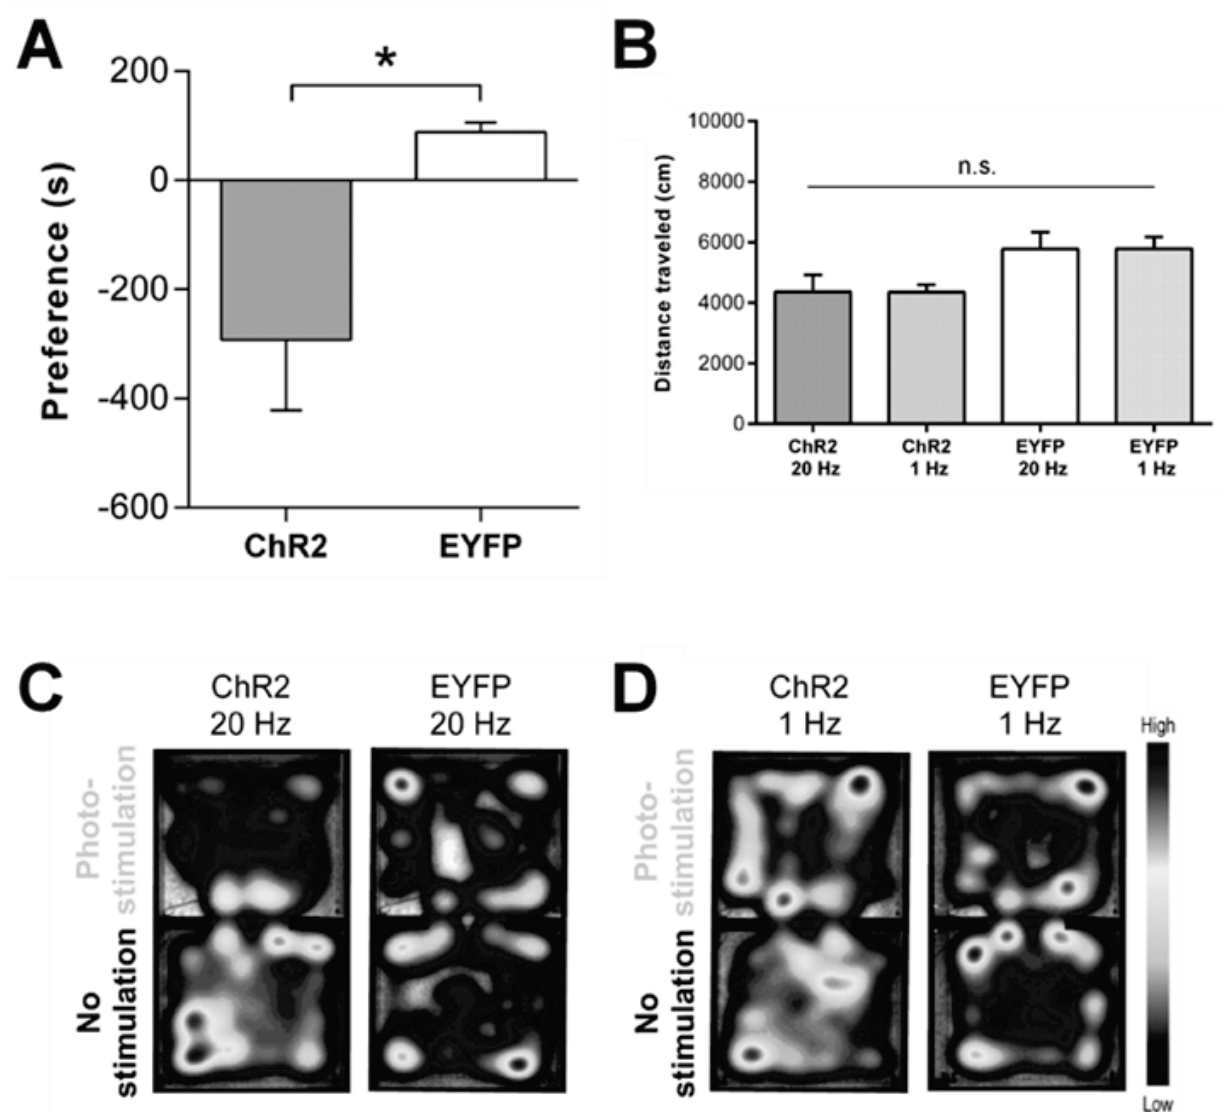 A
*
200
0
-200
-400
-600
Preference (s)
ChR2
EYFP
B
10000
8000
6000
4000
2000
0
Distance traveled (cm)
n.s.
ChR2
20 Hz
ChR2
1 Hz
EYFP
20 Hz
EYFP
1 Hz
C
ChR2
20 Hz
EYFP
20 Hz
Photo-
stimulation
No
stimulation
D
ChR2
1 Hz
EYFP
1 Hz
Photo-
stimulation
No
stimulation
High
Low